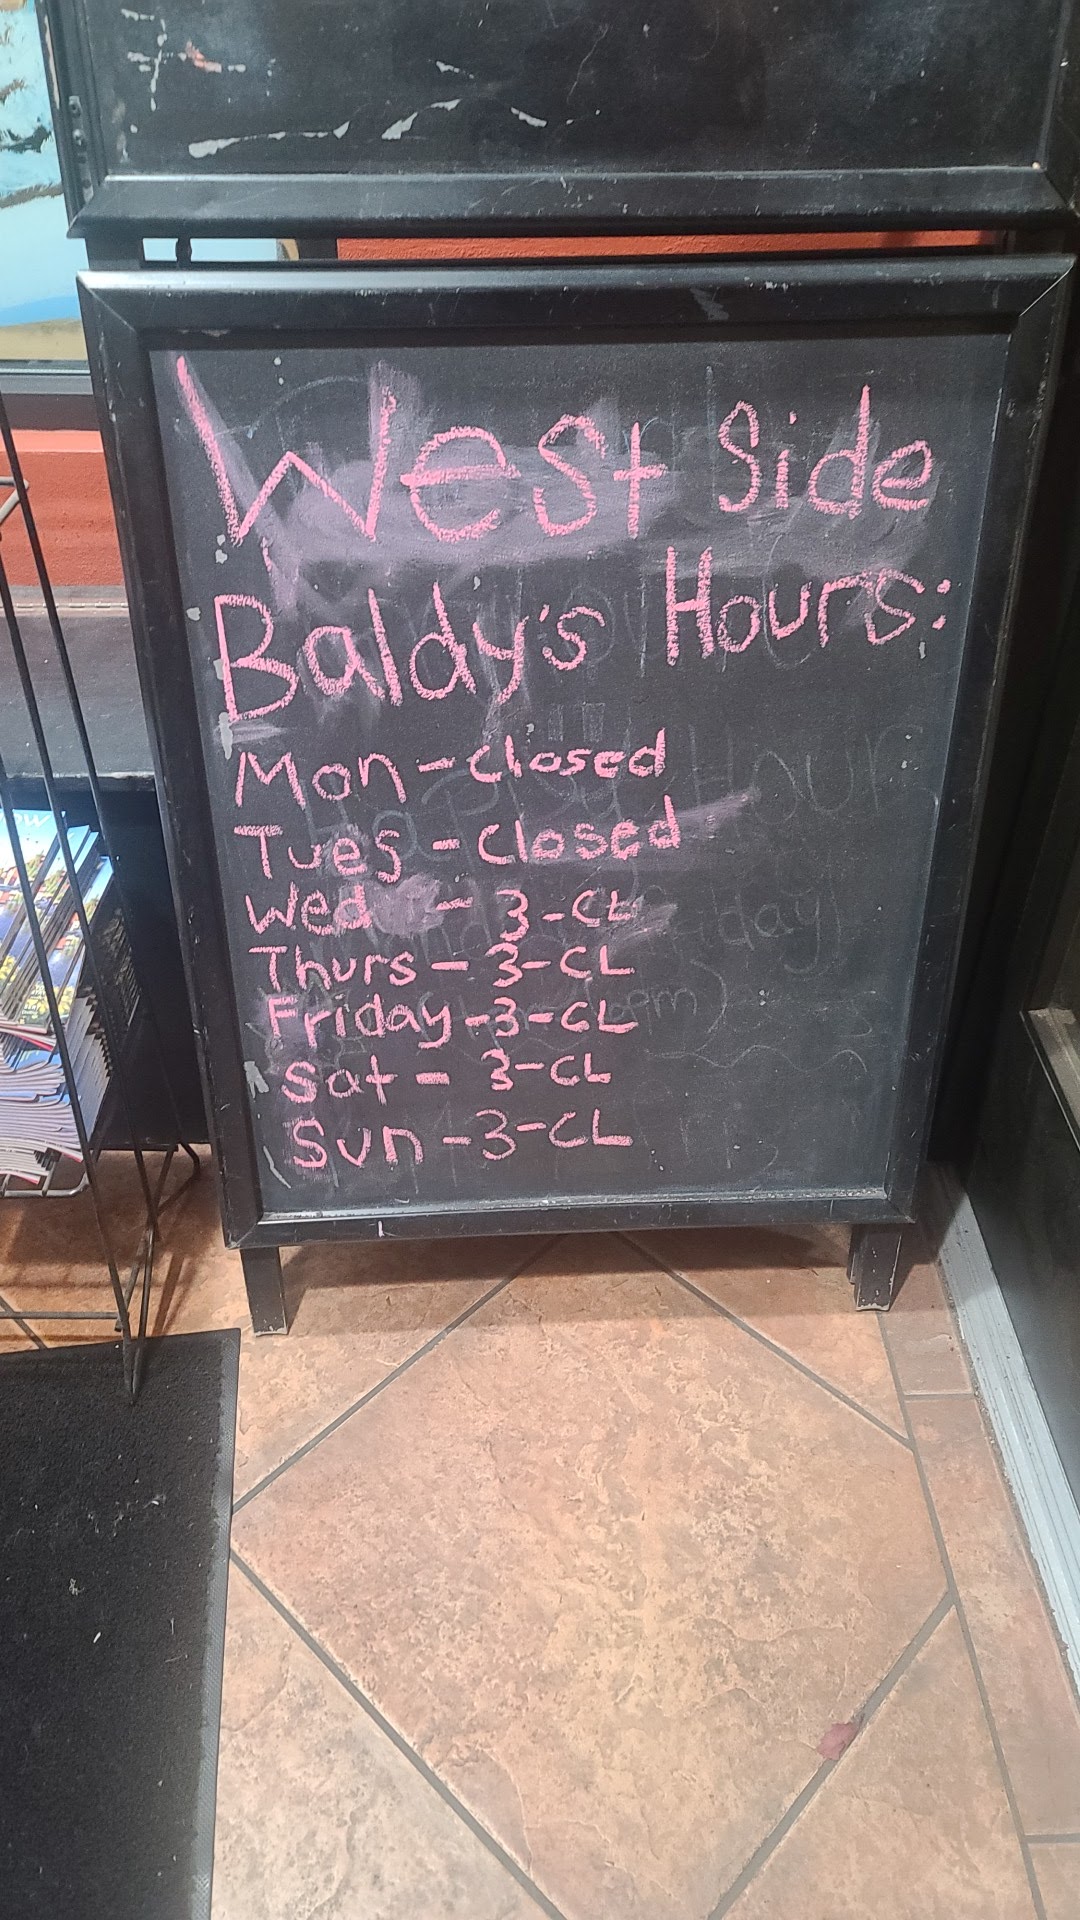 West Side
Baldy's Hours:
Mon - Closed
Tues - Closed
Wed - 3 - CL
Thurs - 3 - CL
Friday - 3 - CL
Sat - 3 - CL
Sun - 3 - CL